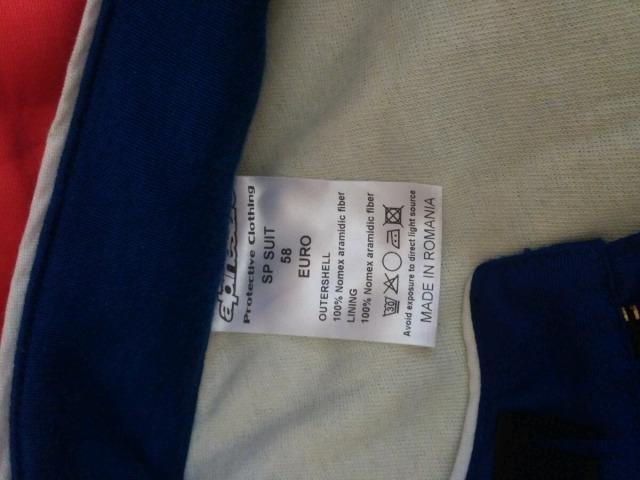 Protective Clothing
SP SUIT
58
EURO
OUTERSHELL
100% Nomex aramidic fiber
LINING
100% Nomex aramidic fiber
30
Avoid exposure to direct light source
MADE IN ROMANIA